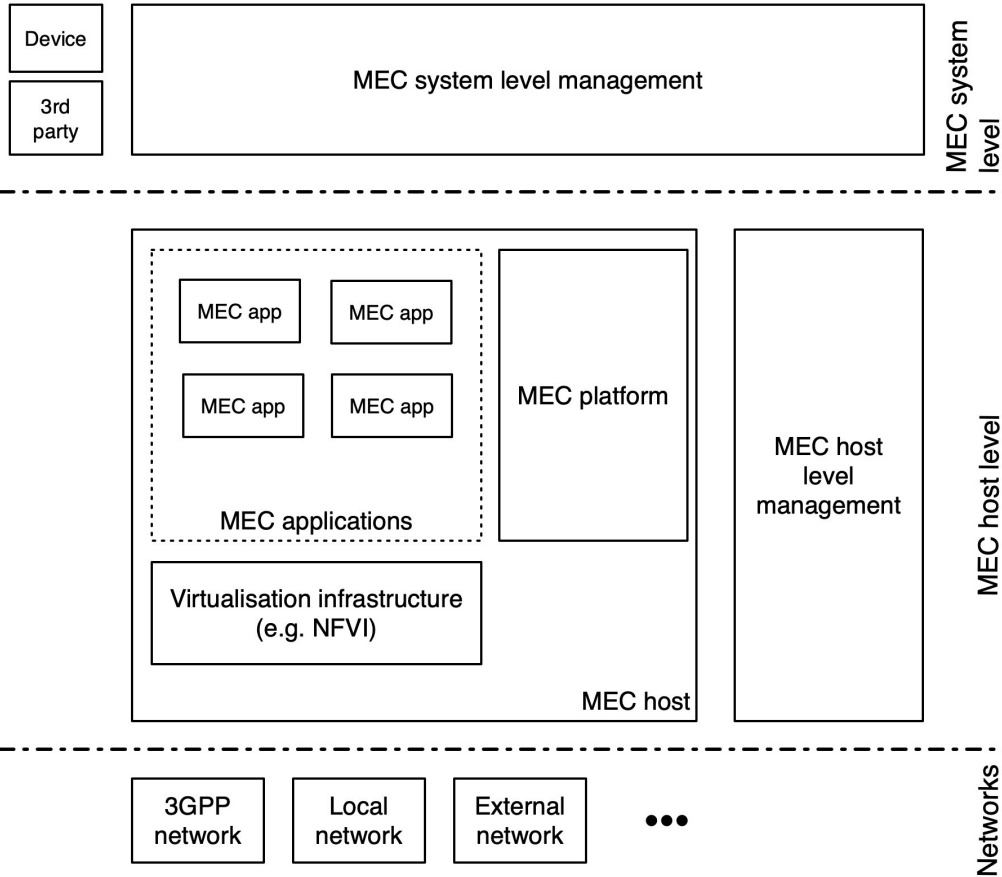 Device
3rd
party
MEC system level management
MEC system
level
MEC app
MEC app
MEC app
MEC app
MEC applications
MEC platform
Virtualisation infrastructure
(e.g. NFVI)
MEC host
MEC host
level
management
MEC host level
3GPP
network
Local
network
External
network
•••
Networks